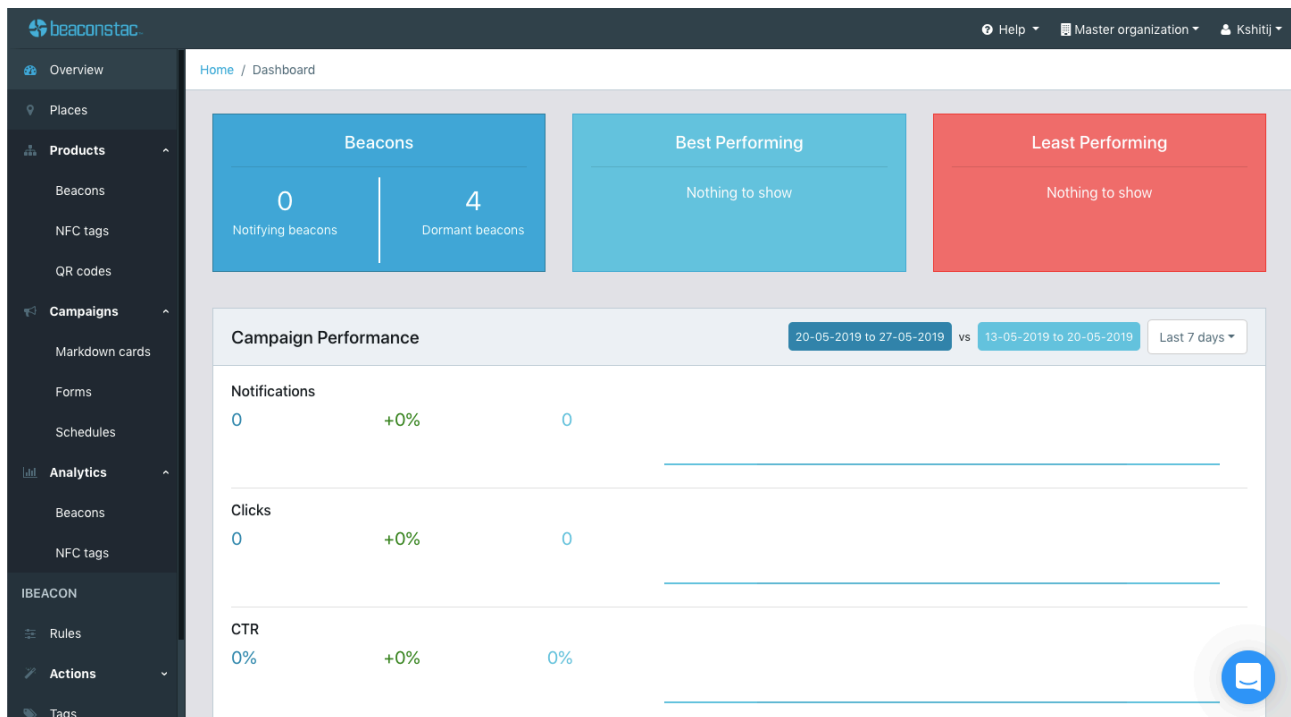 beaconstac
Help
Master organization
Kshitij
Overview
Places
Products
Beacons
NFC tags
QR codes
Campaigns
Markdown cards
Forms
Schedules
Analytics
Beacons
NFC tags
IBEACON
Rules
Actions
Tags
Home / Dashboard
Beacons
0
Notifying beacons
4
Dormant beacons
Best Performing
Nothing to show
Least Performing
Nothing to show
Campaign Performance
20-05-2019 to 27-05-2019 vs 13-05-2019 to 20-05-2019
Last 7 days
Notifications
0 +0% 0
Clicks
0 +0% 0
CTR
0% +0% 0%